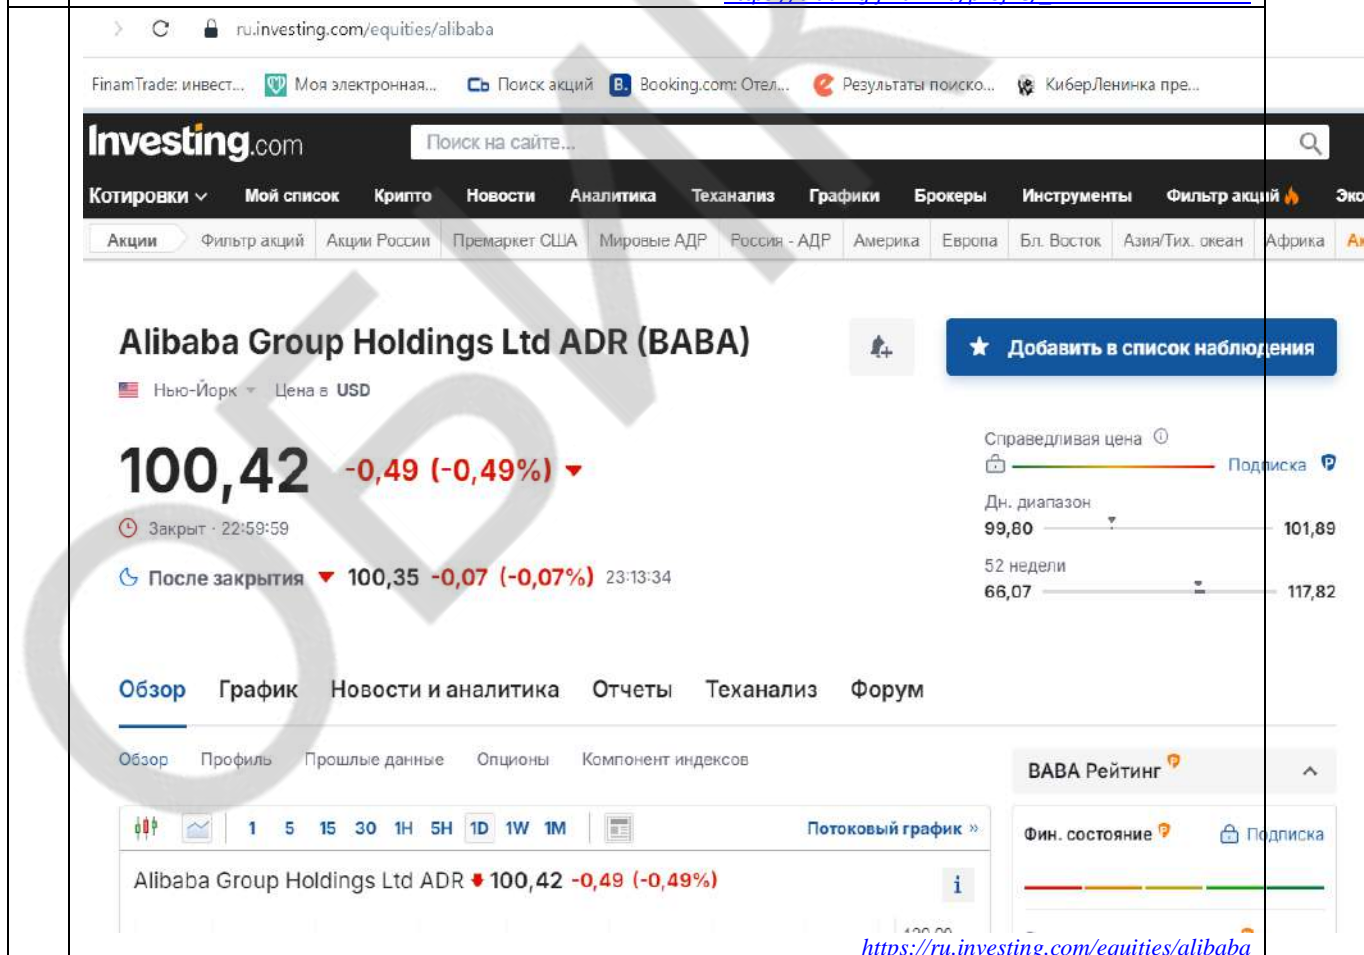 ru.investing.com/equities/alibaba
FinamTrade: инвест... Моя электронная... Сь Поиск акций B. Booking.com: Отел... Результаты поиско... КиберЛенинка пре...
Investing.com Поиск на сайте...
Котировки Мой список Крипто Новости Аналитика Теханализ Графики Брокеры Инструменты Фильтр акций Эко
Акции Фильтр акций Акции России Премаркет США Мировые АДР Россия - АДР Америка Европа Бл. Восток Азия/Тих. океан Африка Ак
Alibaba Group Holdings Ltd ADR (BABA) Добавить в список наблюдения
Нью-Йорк Цена в USD
Справедливая цена
100,42 -0,49 (-0,49%) Подписка
Дн. диапазон
Закрыт · 22:59:59 99,80 101,89
52 недели
После закрытия 100,35 -0,07 (-0,07%) 23:13:34
66,07 117,82
Обзор График Новости и аналитика Отчеты Теханализ Форум
Обзор Профиль Прошлые данные Опционы Компонент индексов
BABA Рейтинг
1 5 15 30 1H 5H 1D 1W 1M Потоковый график »
Фин. состояние Подписка
Alibaba Group Holdings Ltd ADR 100,42 -0,49 (-0,49%)
https://ru.investing.com/equities/alibaba
ОБИК